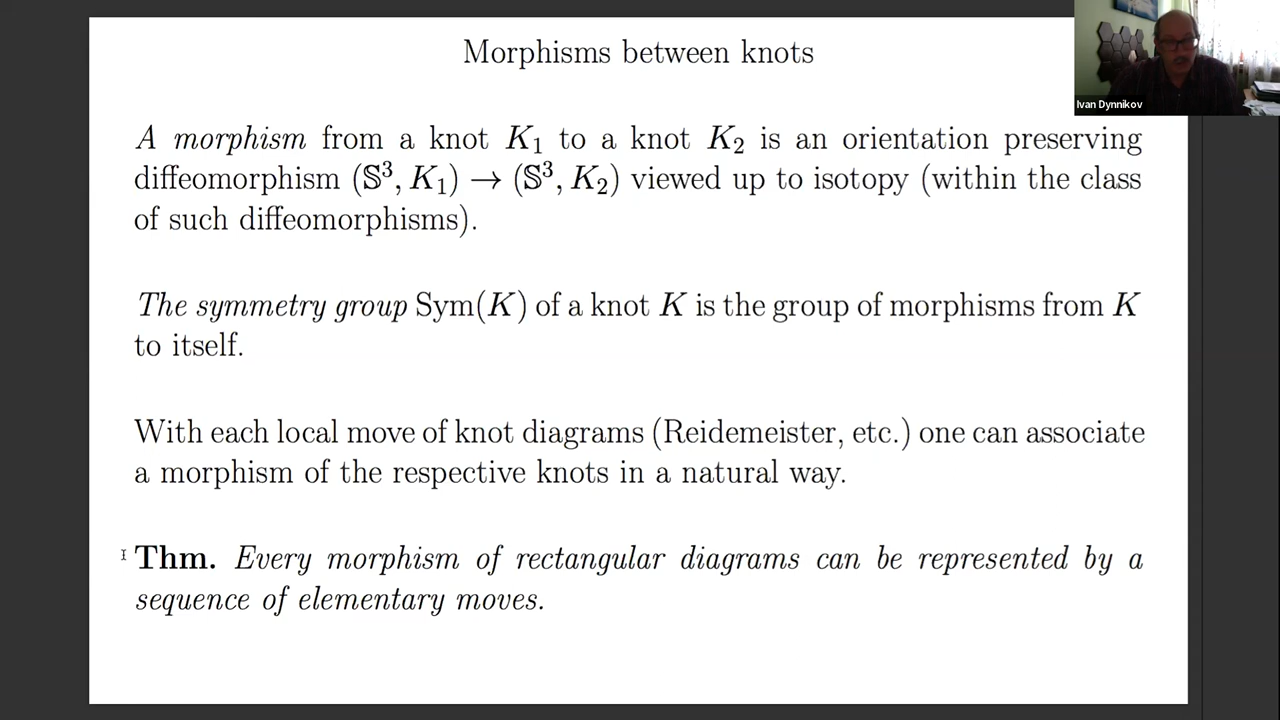 Morphisms between knots
Ivan Dynnikov
A morphism from a knot K₁ to a knot K₂ is an orientation preserving
diffeomorphism (𝕊³, K₁) → (𝕊³, K₂) viewed up to isotopy (within the class
of such diffeomorphisms).
The symmetry group Sym(K) of a knot K is the group of morphisms from K
to itself.
With each local move of knot diagrams (Reidemeister, etc.) one can associate
a morphism of the respective knots in a natural way.
Thm. Every morphism of rectangular diagrams can be represented by a
sequence of elementary moves.